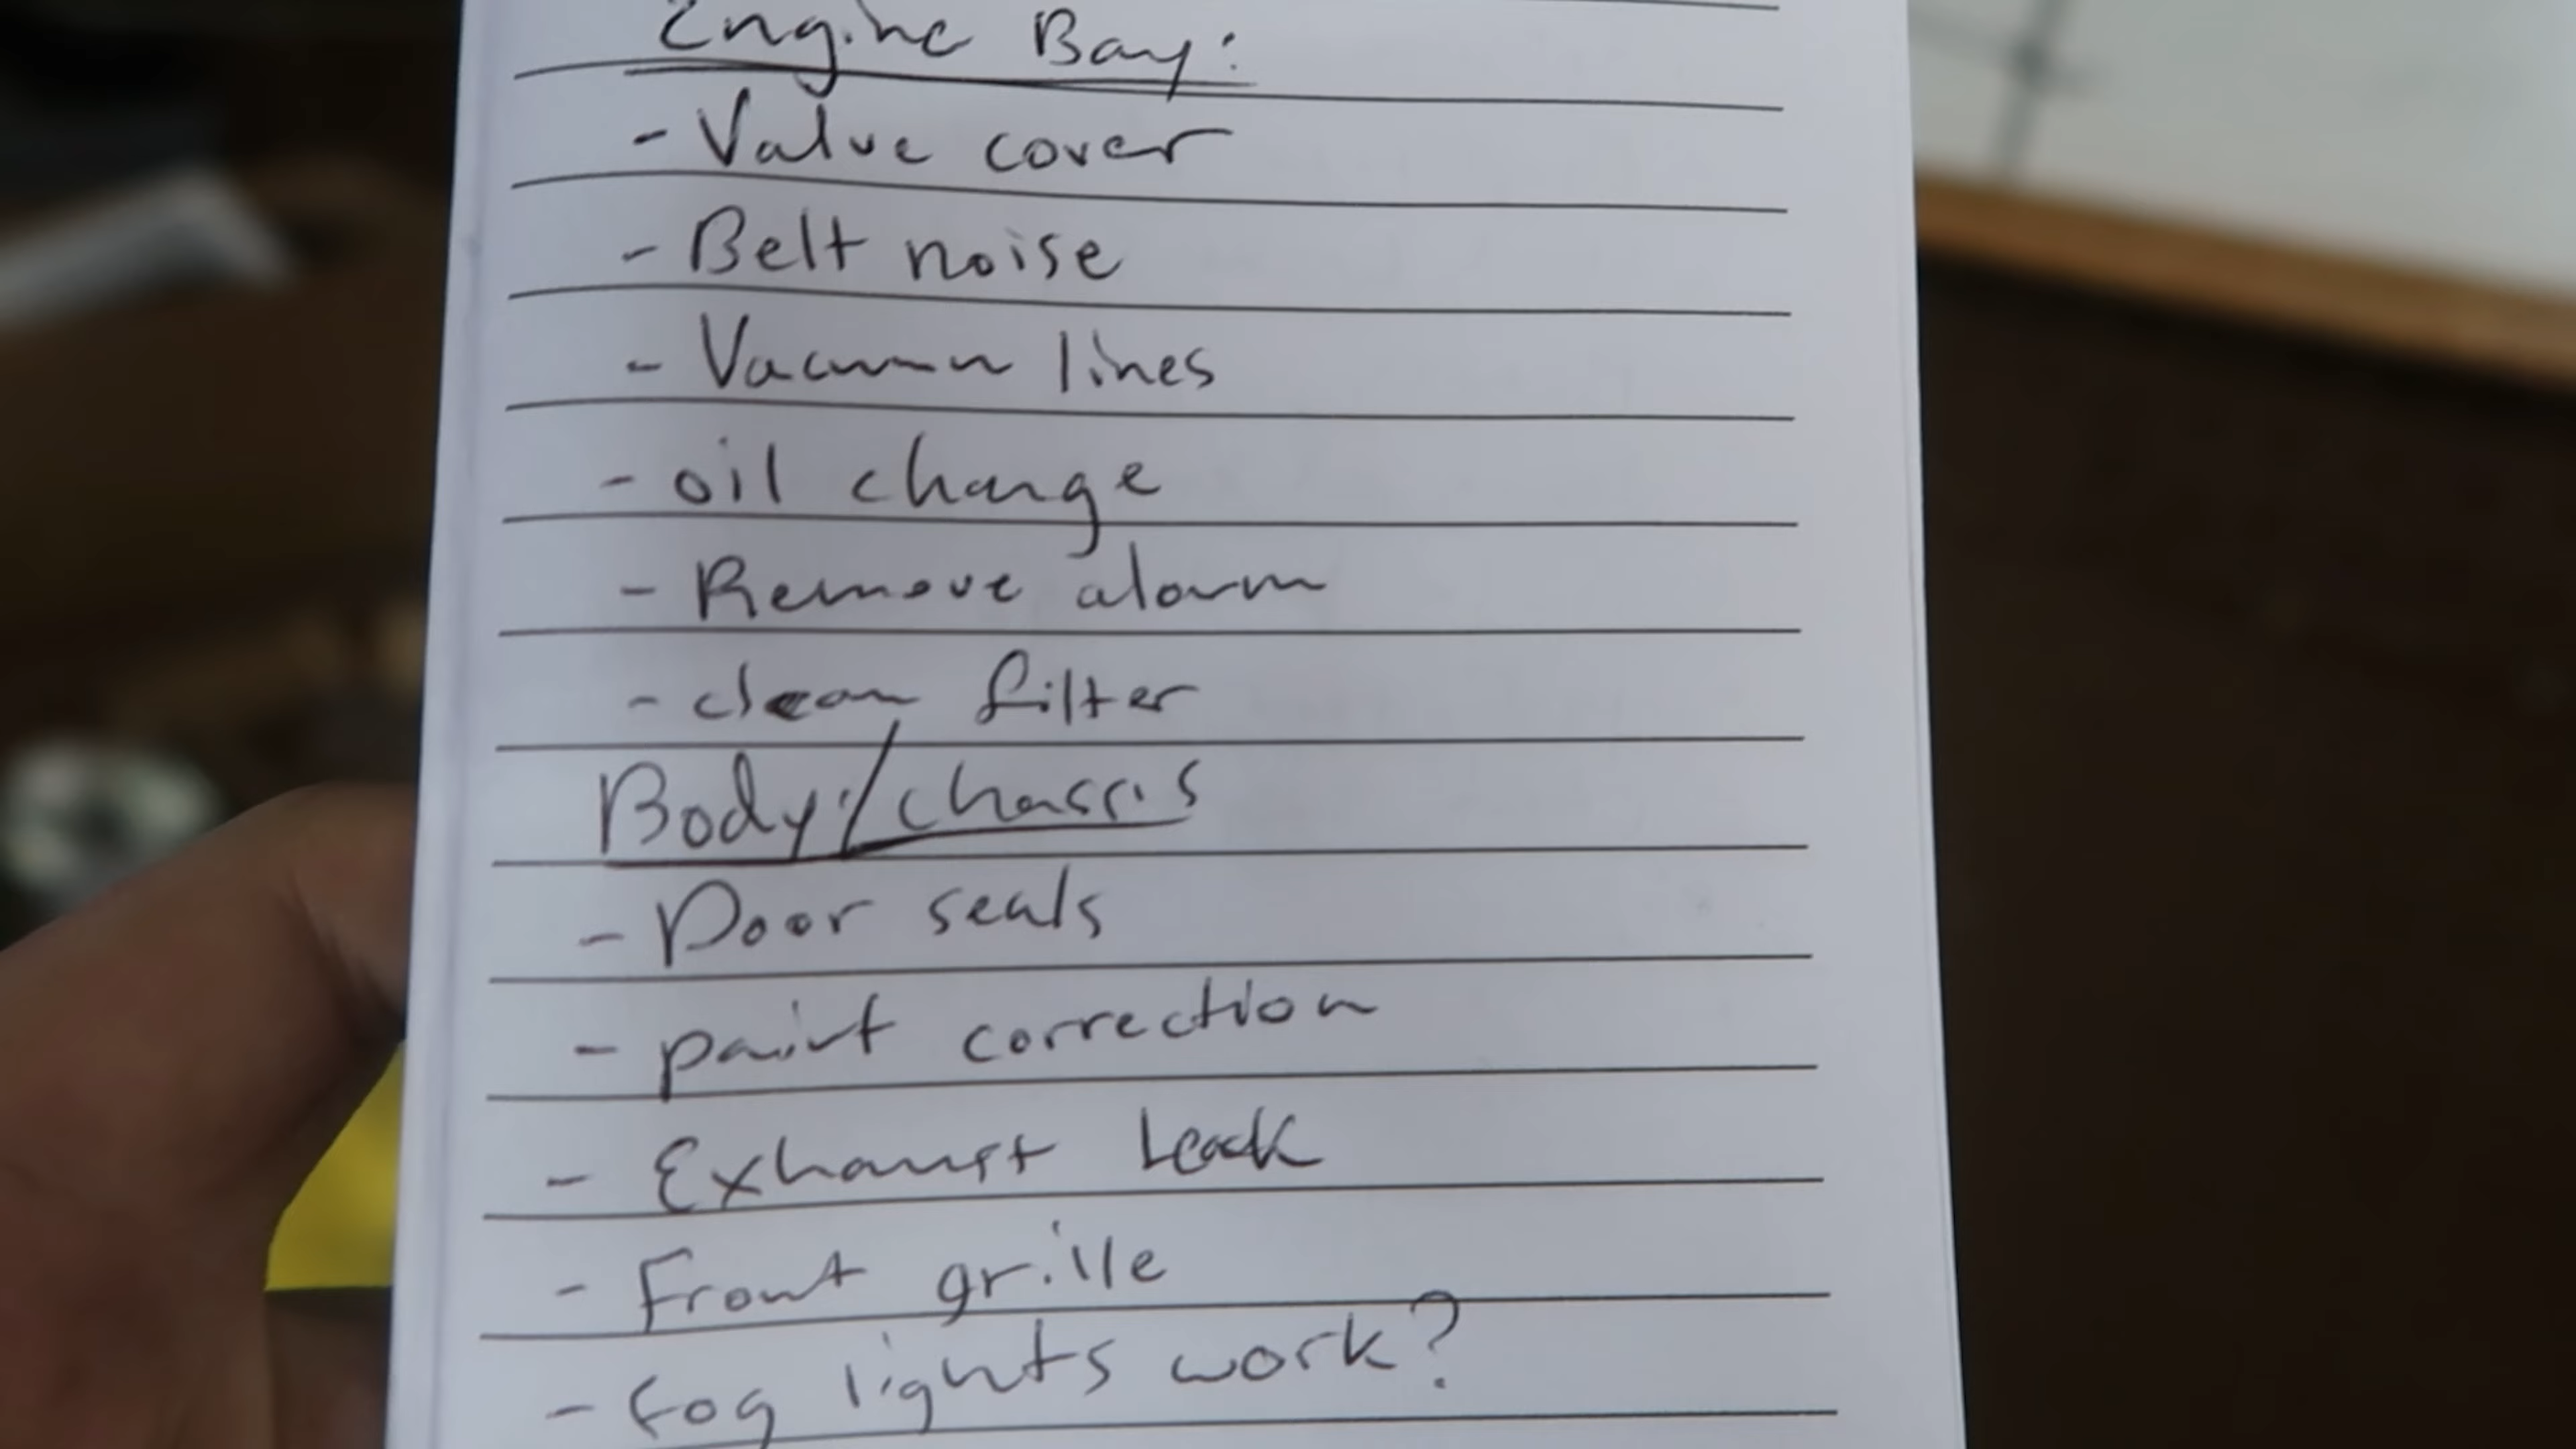 Engine Bay:
- Valve cover
- Belt noise
- Vacuum lines
- oil change
- Remove alarm
- clean filter
Body/chassis
- Door seals
- paint correction
- Exhaust Leak
- Front grille
- fog lights work?